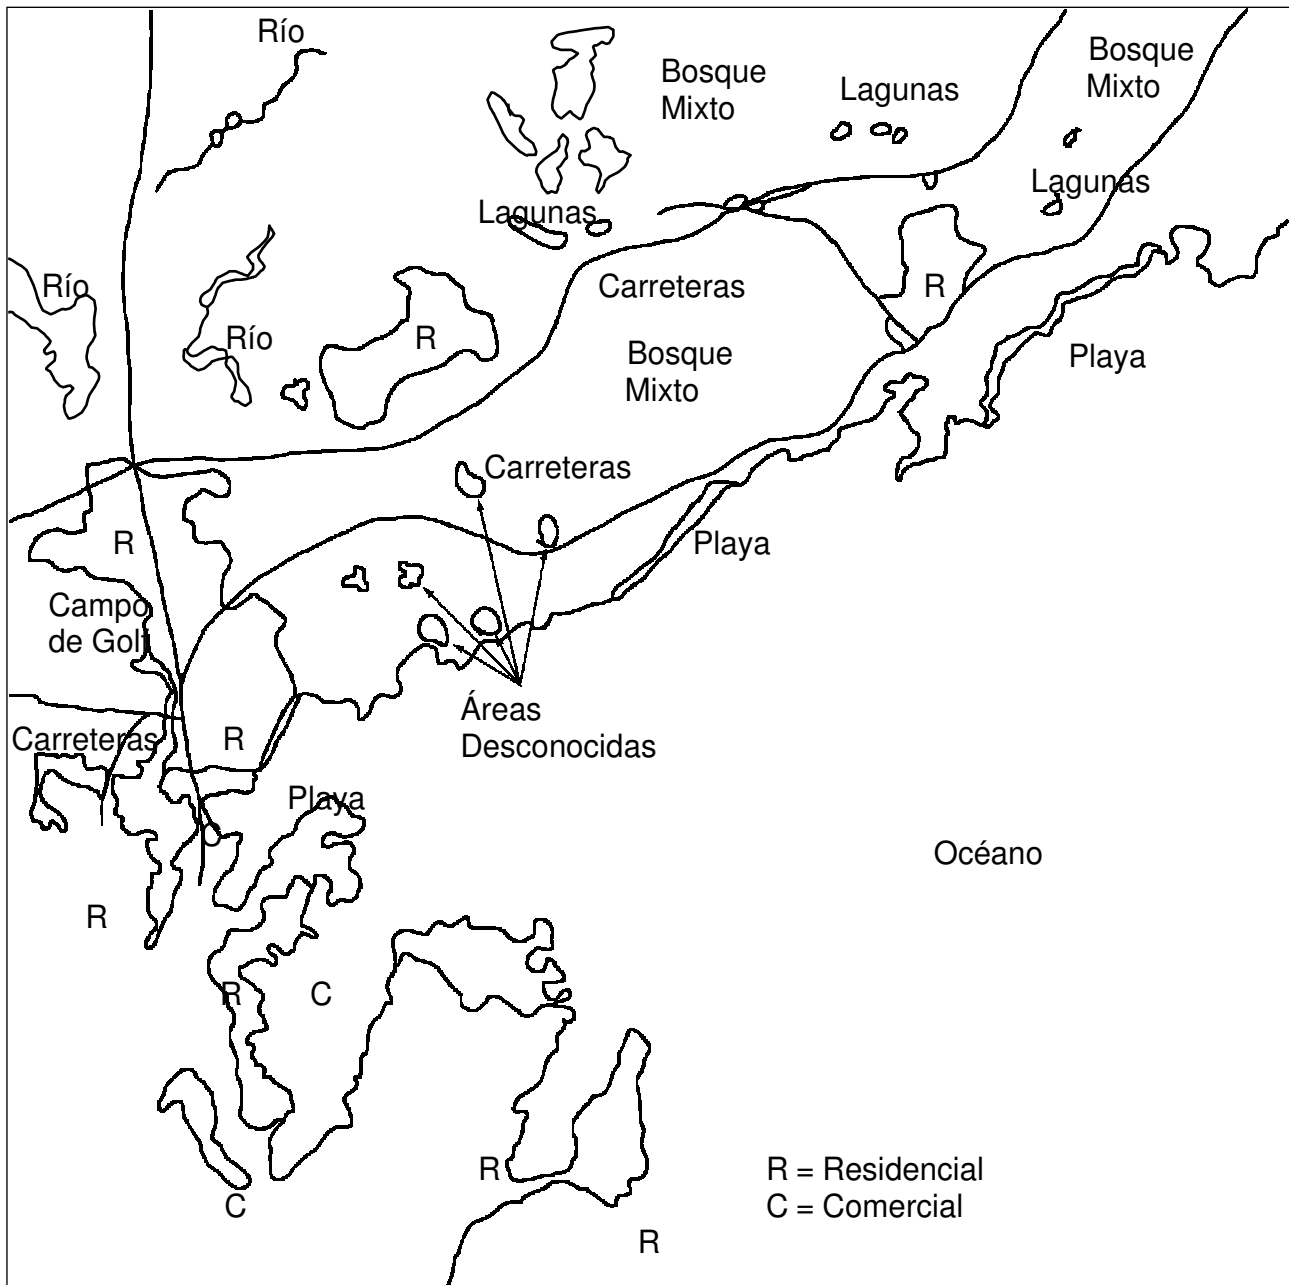 Río
Bosque
Mixto
Lagunas
Bosque
Mixto
Lagunas
Lagunas
Río
Río
R
Carreteras
R
Bosque
Mixto
Playa
Carreteras
R
Playa
Campo
de Golf
Áreas
Desconocidas
Carreteras
R
Playa
C
Océano
R
R
C
R
C
R
R = Residencial
C = Comercial